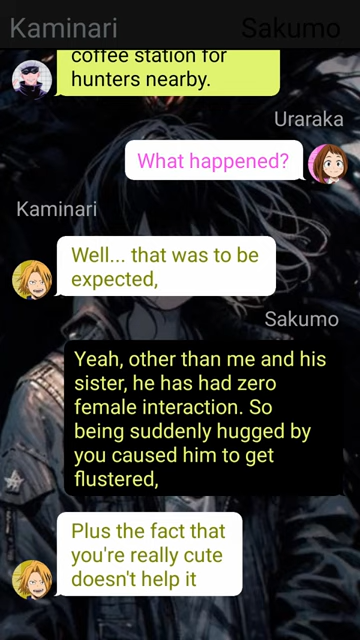 Kaminari
Sakumo
coffee station for
hunters nearby.
Uraraka
What happened?
Kaminari
Well... that was to be
expected,
Sakumo
Yeah, other than me and his
sister, he has had zero
female interaction. So
being suddenly hugged by
you caused him to get
flustered,
Plus the fact that
you're really cute
doesn't help it